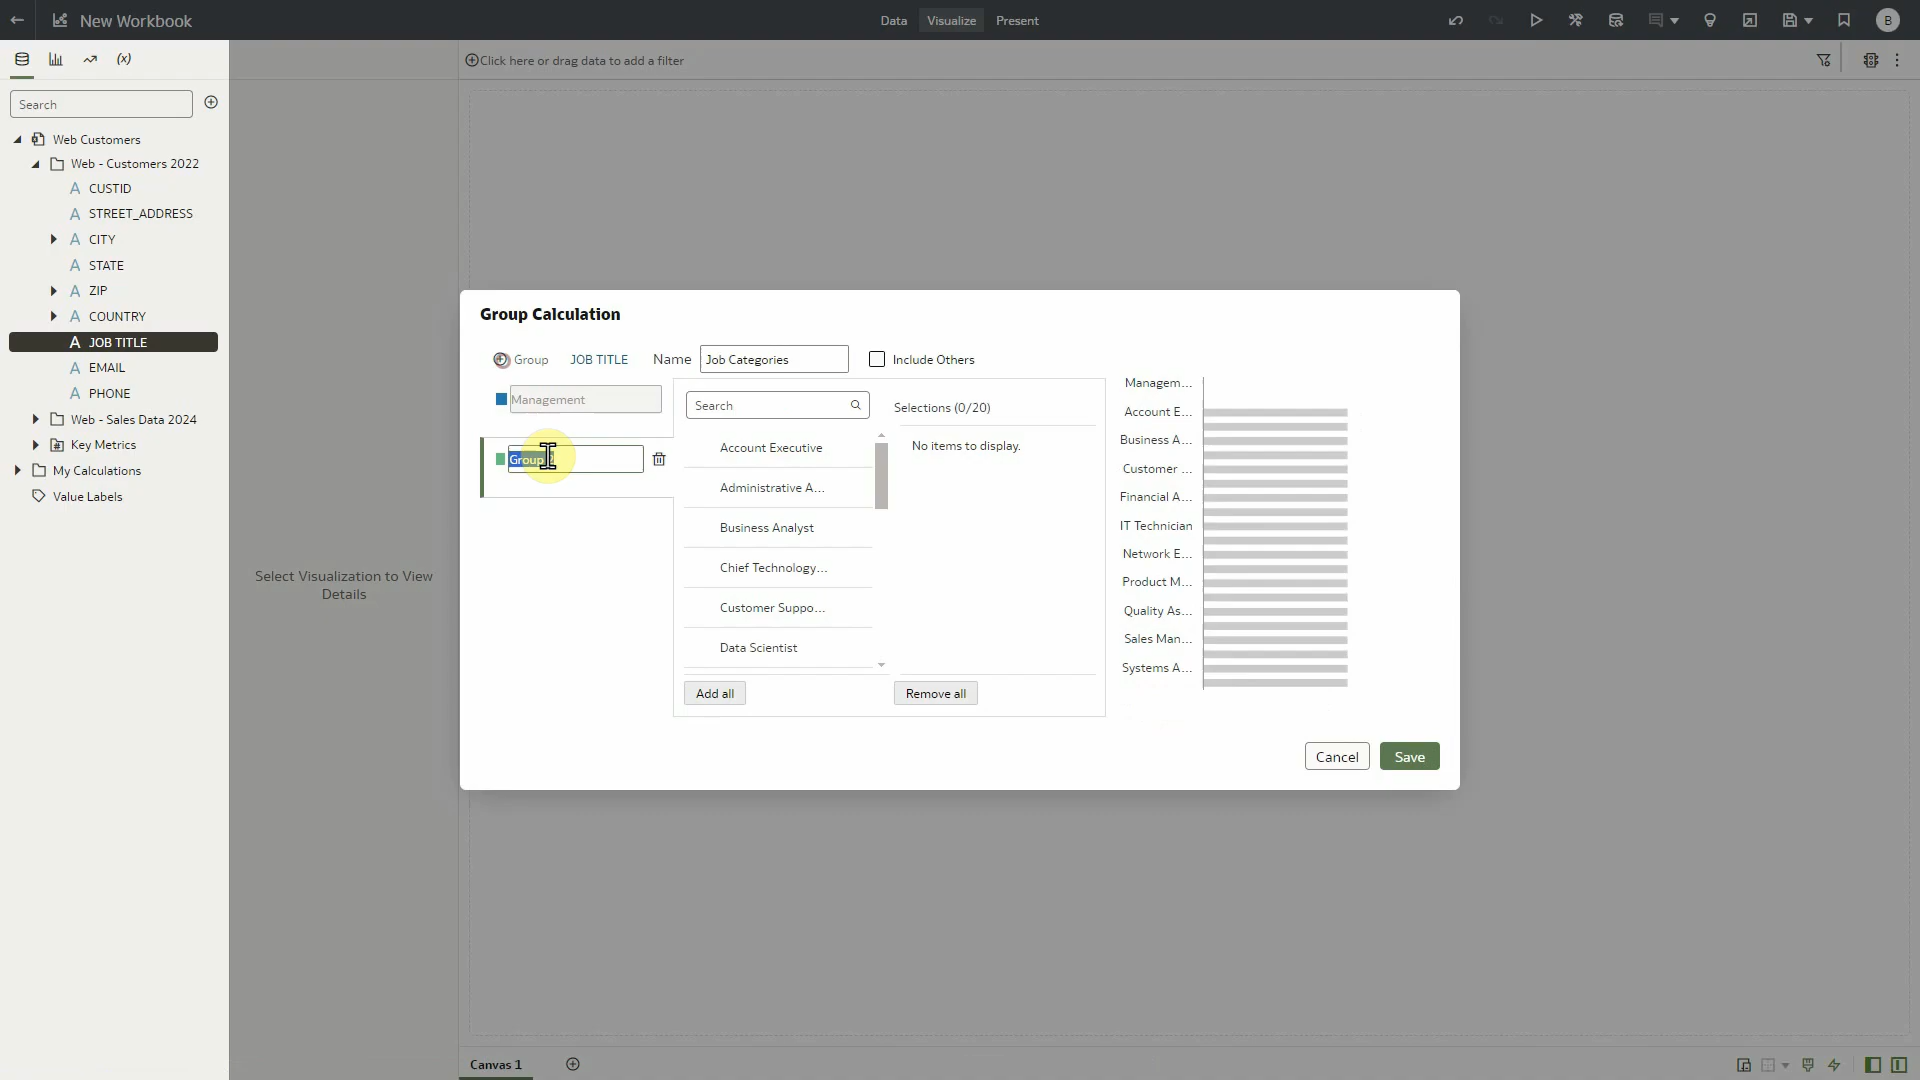 New Workbook
Data
Visualize
Present
B
(x)
Click here or drag data to add a filter
Search
Web Customers
Web - Customers 2022
A CUSTID
A STREET_ADDRESS
A CITY
A STATE
A ZIP
A COUNTRY
A JOB TITLE
A EMAIL
A PHONE
Web - Sales Data 2024
Key Metrics
My Calculations
Value Labels
Select Visualization to View
Details
Group Calculation
Group
JOB TITLE
Name
Job Categories
Include Others
Management
Group
Search
Account Executive
Administrative A...
Business Analyst
Chief Technology...
Customer Suppo...
Data Scientist
Add all
Selections (0/20)
No items to display.
Remove all
Managem...
Account E...
Business A...
Customer ...
Financial A...
IT Technician
Network E...
Product M...
Quality As...
Sales Man...
Systems A...
Cancel
Save
Canvas 1